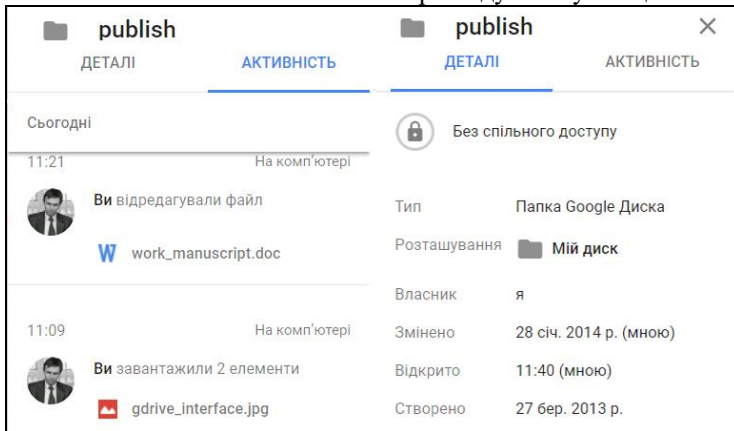 publish
ДЕТАЛІ АКТИВНІСТЬ
Сьогодні
11:21 На комп'ютері
Ви відредагували файл
W work_manuscript.doc
11:09 На комп'ютері
Ви завантажили 2 елементи
gdrive_interface.jpg
publish ×
ДЕТАЛІ АКТИВНІСТЬ
Без спільного доступу
Тип Папка Google Диска
Розташування Мій диск
Власник я
Змінено 28 січ. 2014 р. (мною)
Відкрито 11:40 (мною)
Створено 27 бер. 2013 р.